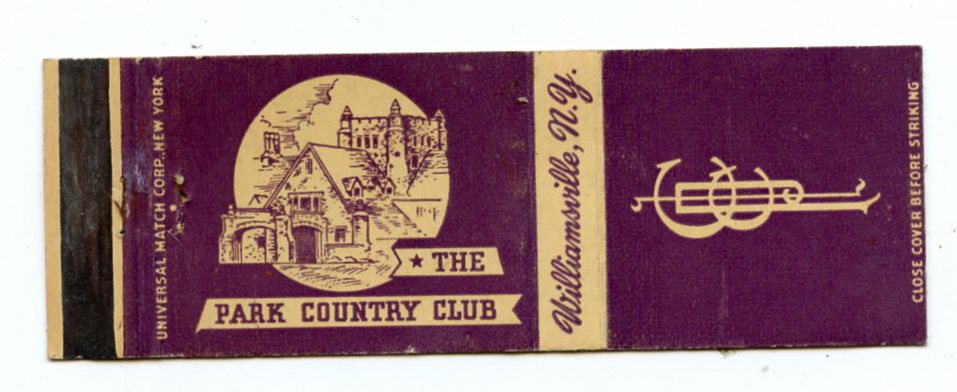 UNIVERSAL MATCH CORP., NEW YORK
★ THE
PARK COUNTRY CLUB
Williamsville, N.Y.
CLOSE COVER BEFORE STRIKING